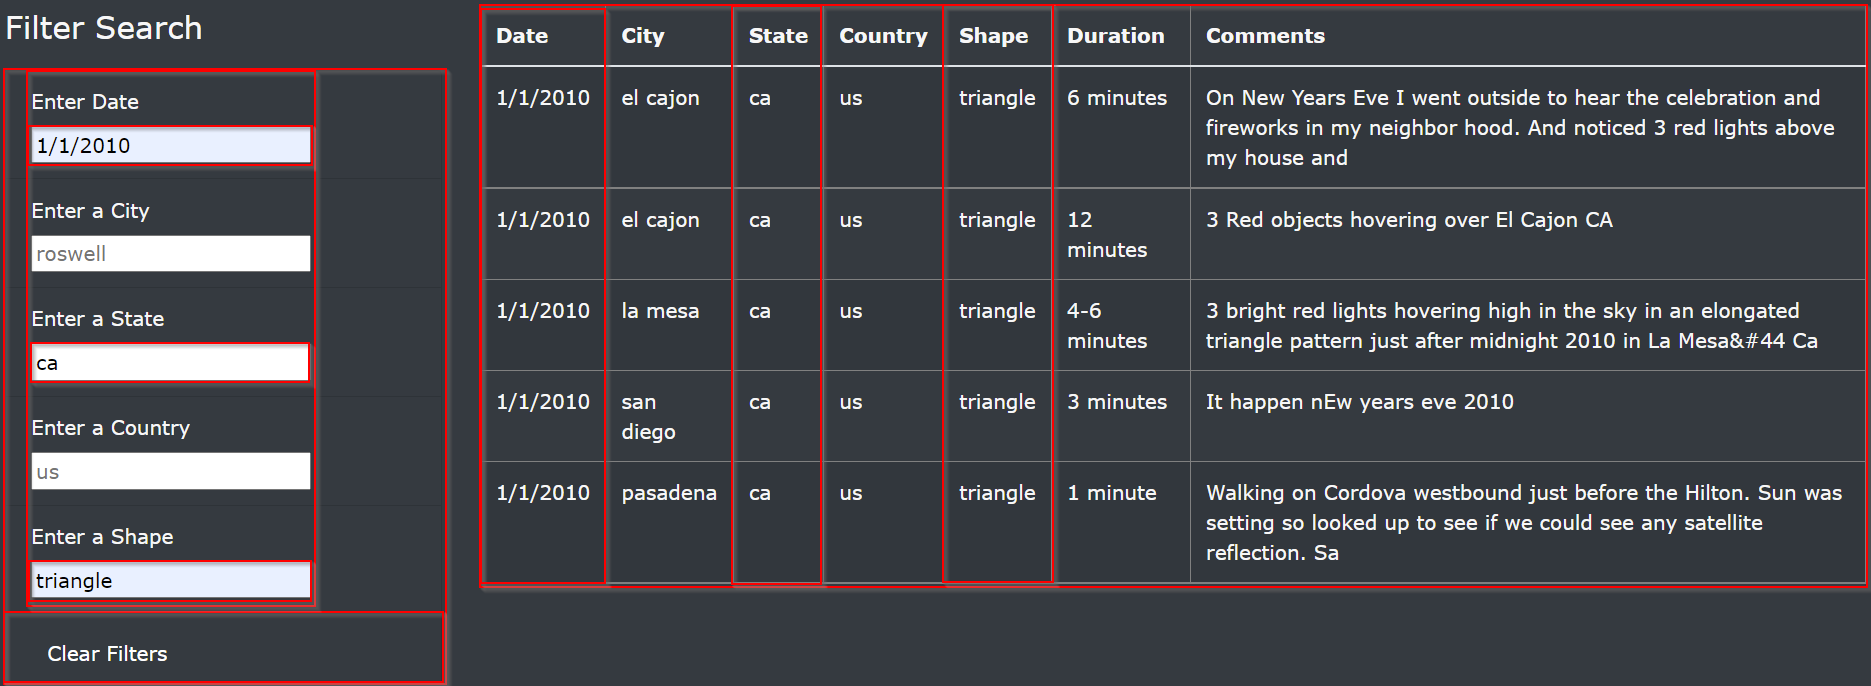 Filter Search
Enter Date
1/1/2010
Enter a City
roswell
Enter a State
ca
Enter a Country
us
Enter a Shape
triangle
Clear Filters
Date City State Country Shape Duration Comments
1/1/2010 el cajon ca us triangle 6 minutes On New Years Eve I went outside to hear the celebration and
fireworks in my neighbor hood. And noticed 3 red lights above
my house and
1/1/2010 el cajon ca us triangle 12 3 Red objects hovering over El Cajon CA
minutes
1/1/2010 la mesa ca us triangle 4-6 3 bright red lights hovering high in the sky in an elongated
minutes triangle pattern just after midnight 2010 in La Mesa&#44 Ca
1/1/2010 san ca us triangle 3 minutes It happen nEw years eve 2010
diego
1/1/2010 pasadena ca us triangle 1 minute Walking on Cordova westbound just before the Hilton. Sun was
setting so looked up to see if we could see any satellite
reflection. Sa